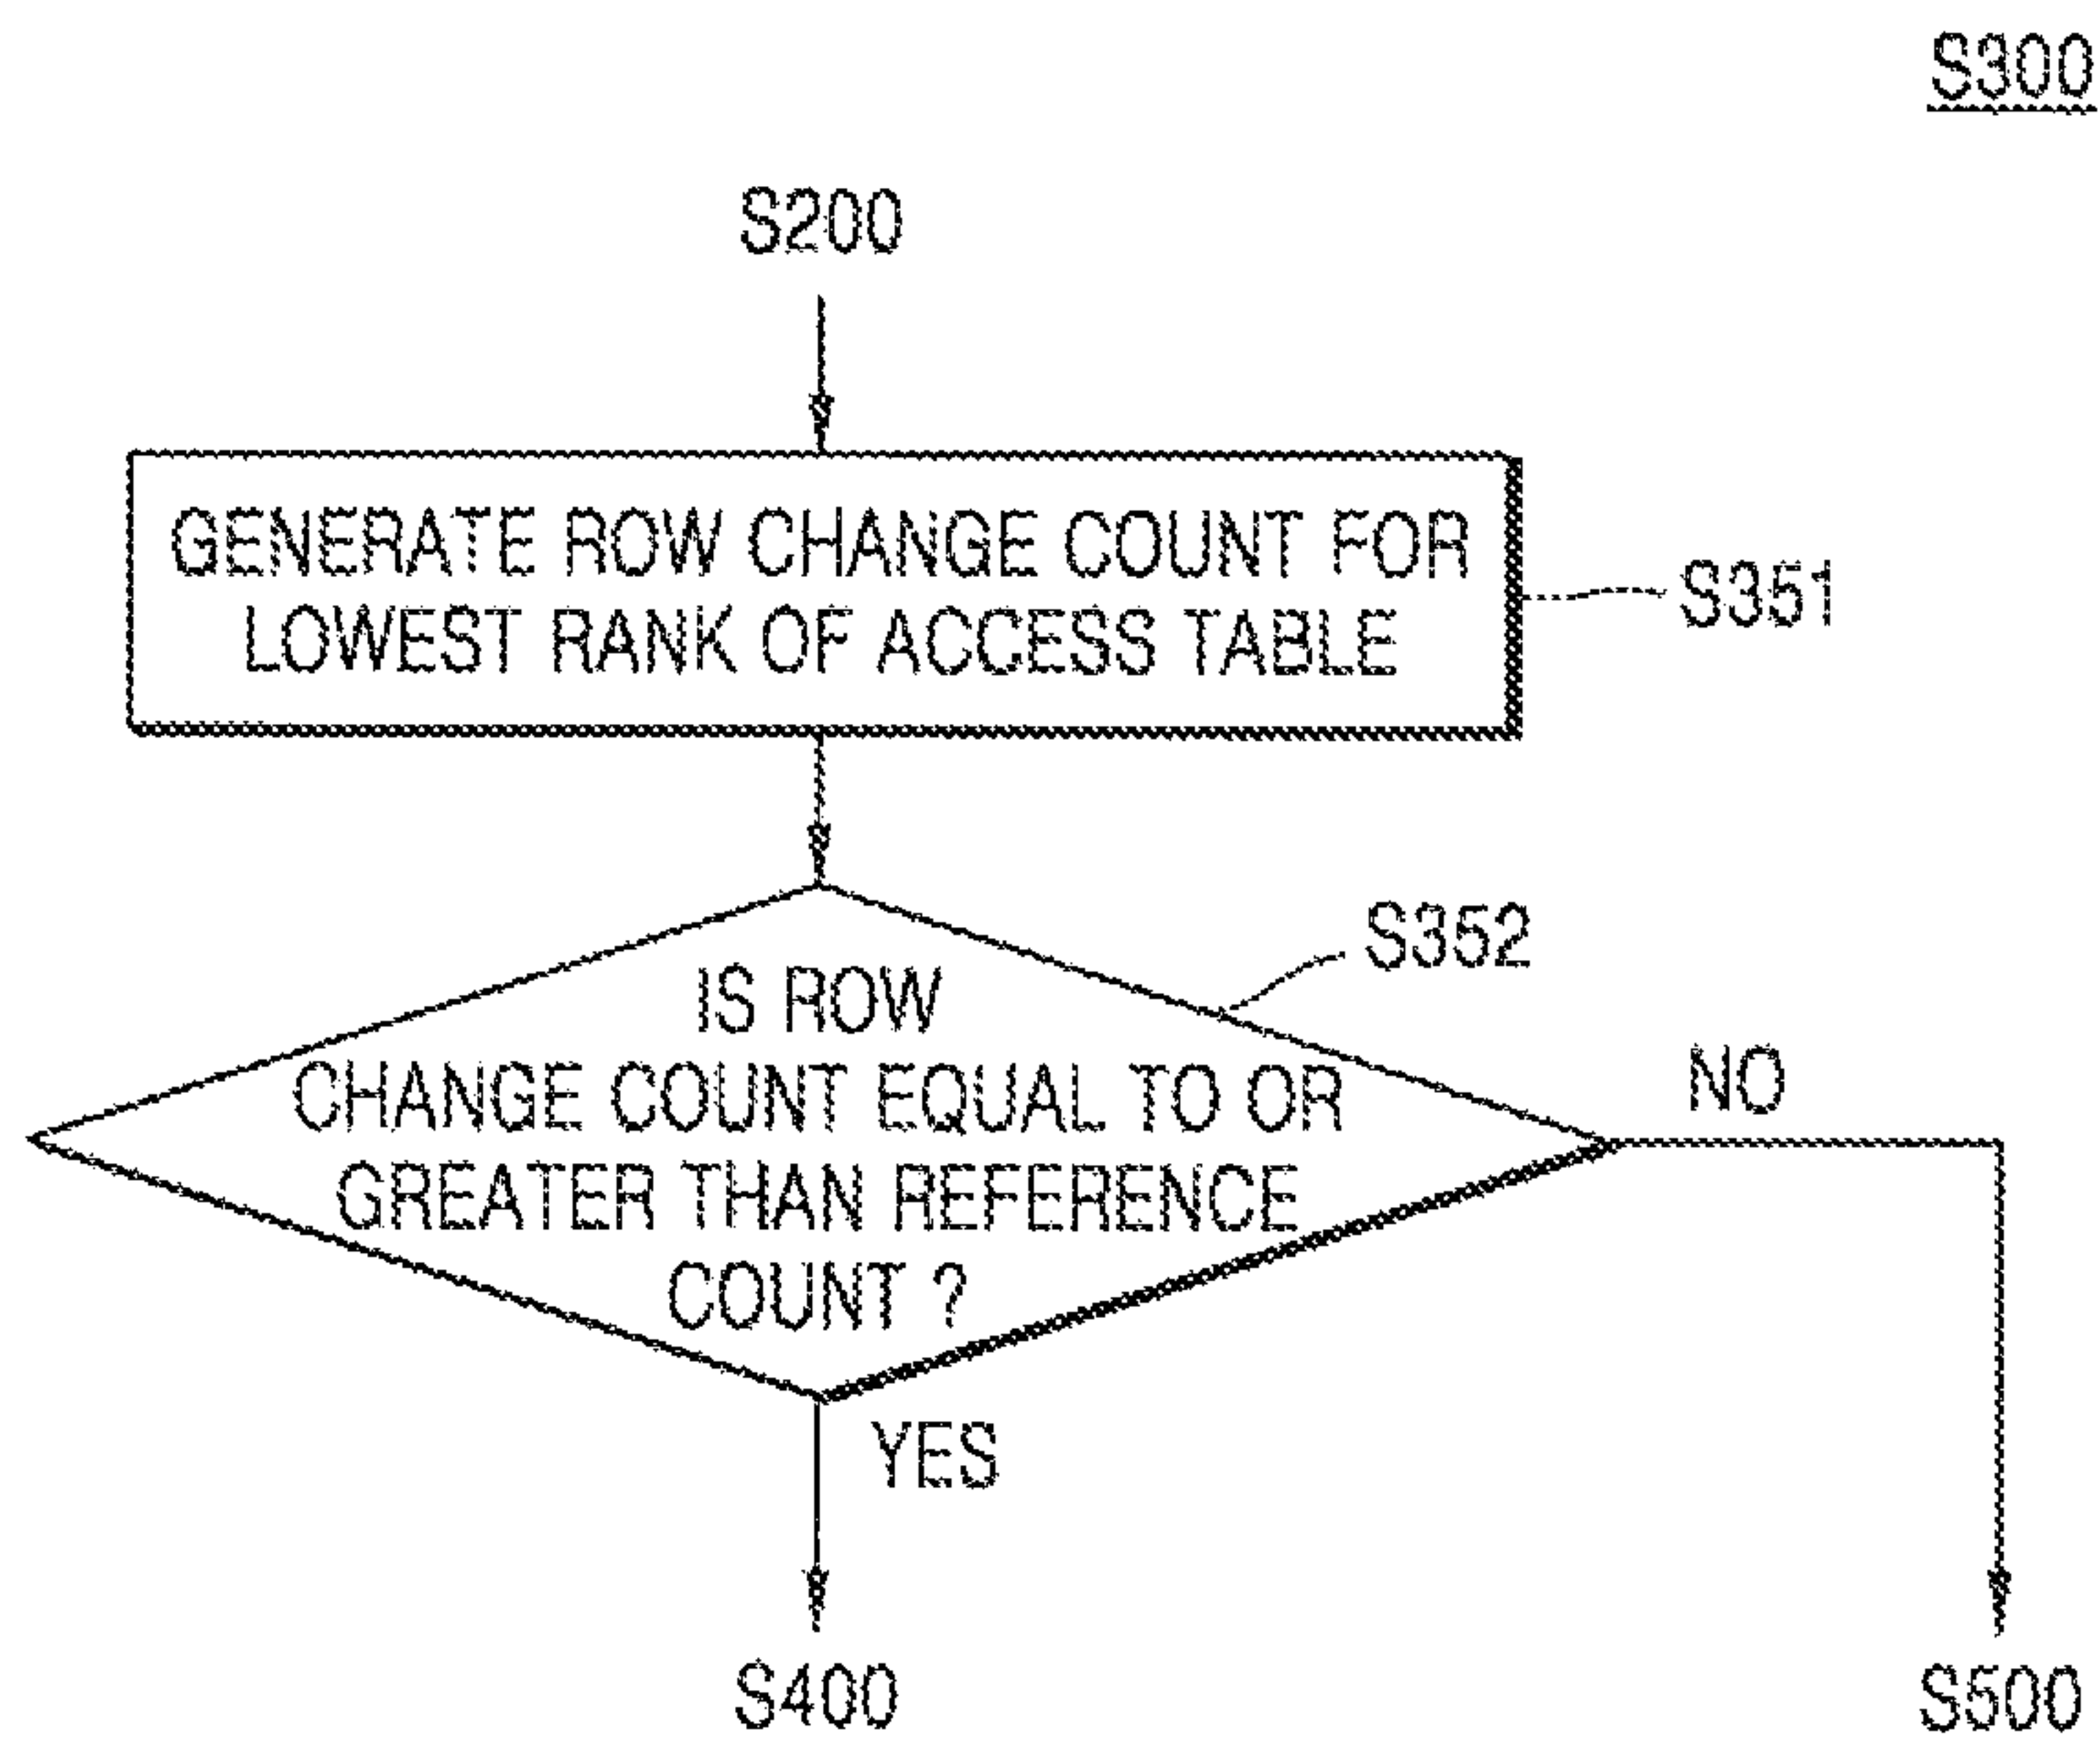 S300
S200
GENERATE ROW CHANGE COUNT FOR
LOWEST RANK OF ACCESS TABLE
S351
S352
IS ROW
CHANGE COUNT EQUAL TO OR
GREATER THAN REFERENCE
COUNT ?
NO
YES
S400
S500